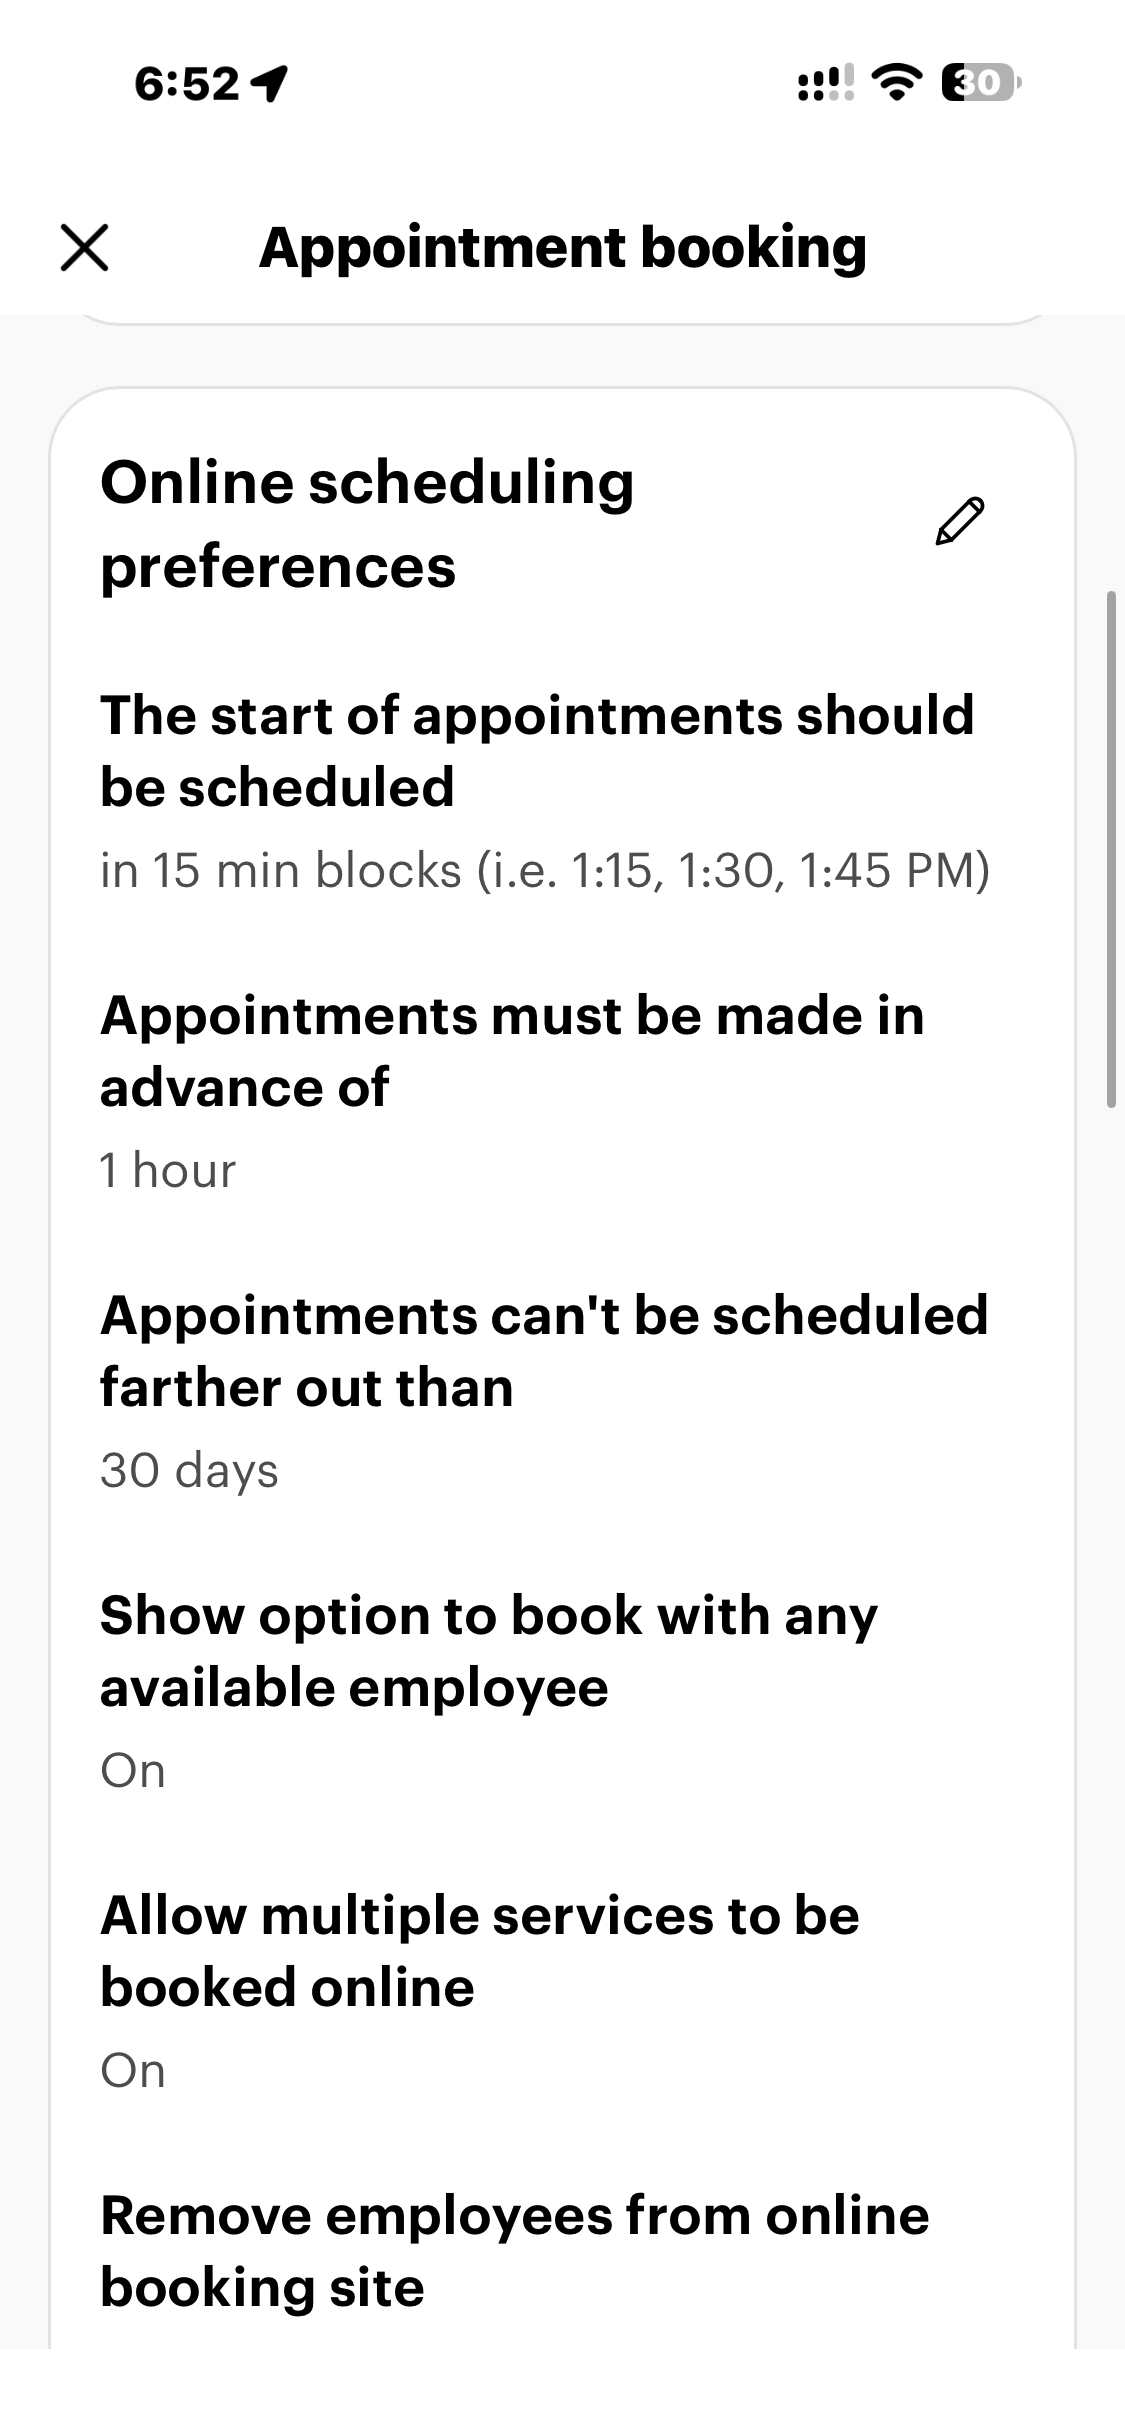 6:52
30
Appointment booking
Online scheduling
preferences
The start of appointments should
be scheduled
in 15 min blocks (i.e. 1:15, 1:30, 1:45 PM)
Appointments must be made in
advance of
1 hour
Appointments can't be scheduled
farther out than
30 days
Show option to book with any
available employee
On
Allow multiple services to be
booked online
On
Remove employees from online
booking site